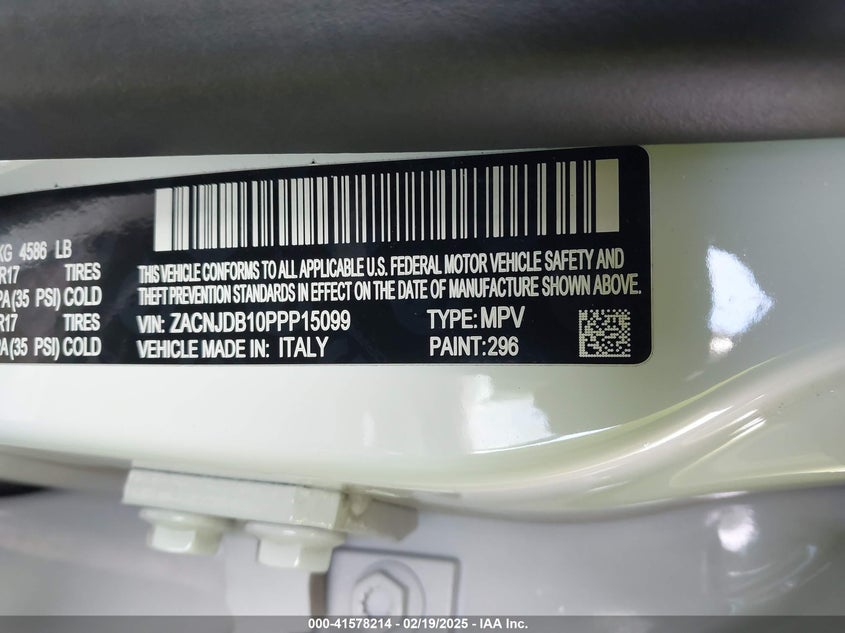 KG 4586 LB
R17 TIRES
PA(35 PSI) COLD
R17 TIRES
PA(35 PSI) COLD
THIS VEHICLE CONFORMS TO ALL APPLICABLE U.S. FEDERAL MOTOR VEHICLE SAFETY AND
THEFT PREVENTION STANDARDS IN EFFECT ON THE DATE OF MANUFACTURE SHOWN ABOVE.
VIN: ZACNJDB10PPP15099 TYPE: MPV
VEHICLE MADE IN: ITALY PAINT: 296
000-41578214 - 02/19/2025 - IAA Inc.